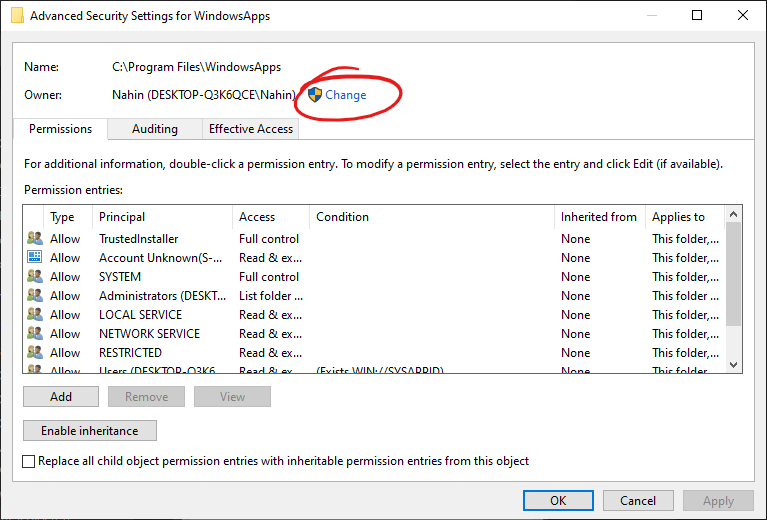 Advanced Security Settings for WindowsApps
Name: C:\Program Files\WindowsApps
Owner: Nahin (DESKTOP-Q3K6QCE\Nahin) Change
Permissions Auditing Effective Access
For additional information, double-click a permission entry. To modify a permission entry, select the entry and click Edit (if available).
Permission entries:
Type Principal Access Condition Inherited from Applies to
Allow TrustedInstaller Full control None This folder,...
Allow Account Unknown(S-... Read & ex... None This folder,...
Allow SYSTEM Full control None This folder,...
Allow Administrators (DESKT... List folder ... None This folder,...
Allow LOCAL SERVICE Read & ex... None This folder,...
Allow NETWORK SERVICE Read & ex... None This folder,...
Allow RESTRICTED Read & ex... None This folder,...
Allow Users (DESKTOP-Q3K6... Read & ex... (Exists WIN://SYSAPPID) None This folder...
Add Remove View
Enable inheritance
Replace all child object permission entries with inheritable permission entries from this object
OK Cancel Apply